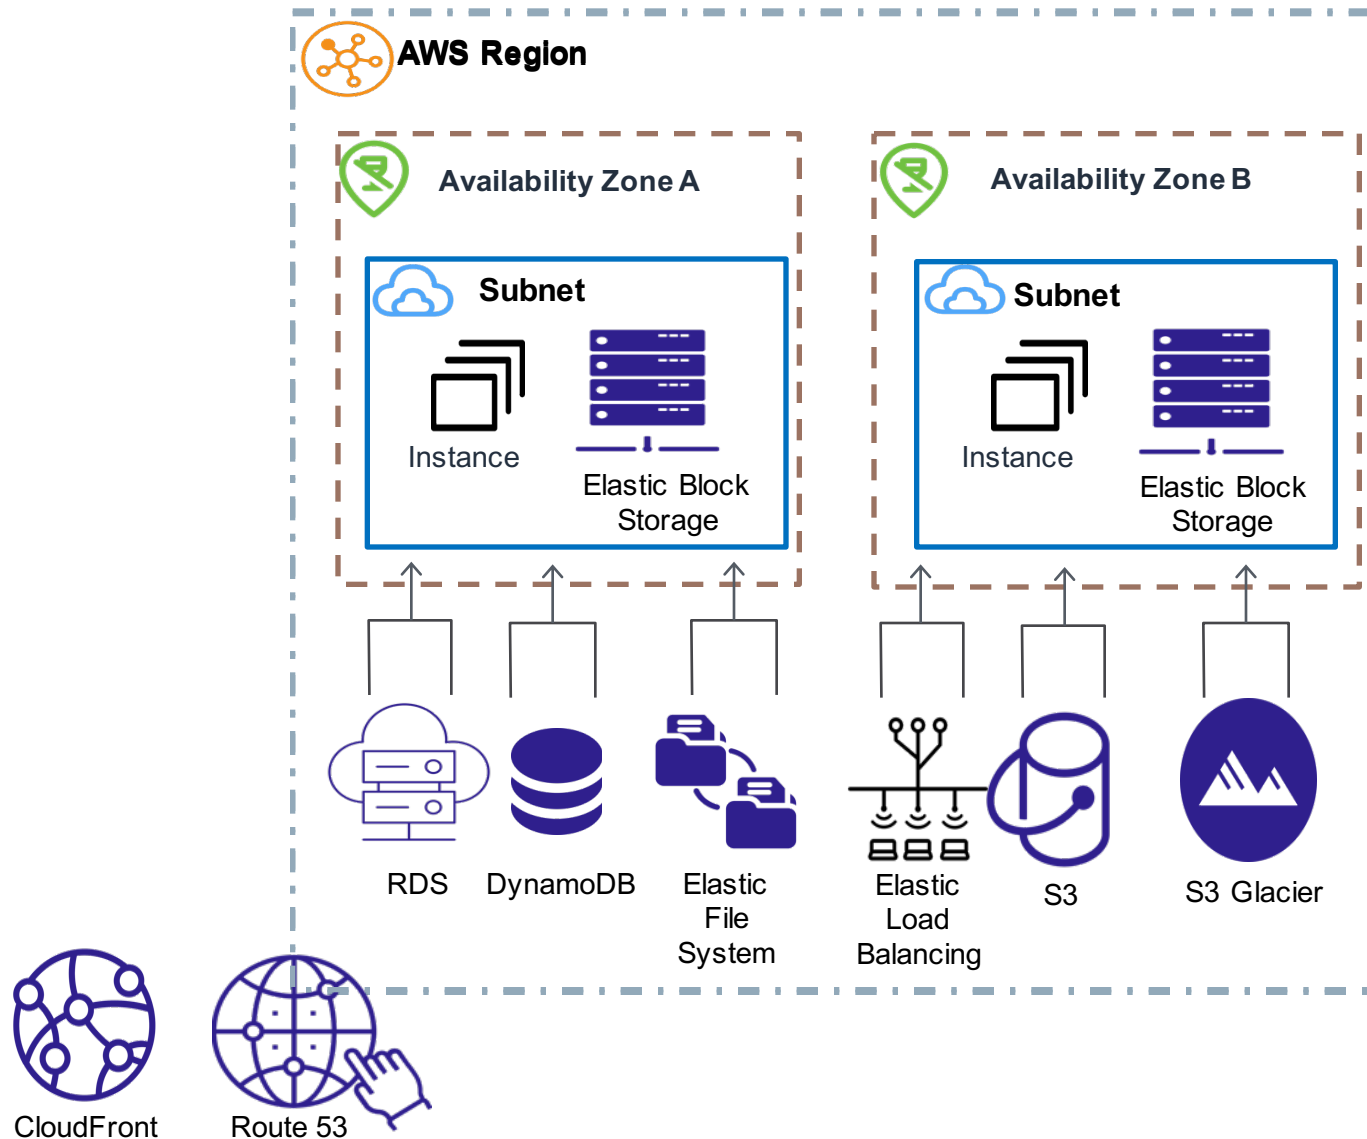 AWS Region
Availability Zone A
Availability Zone B
Subnet
Subnet
Instance
Elastic Block
Storage
Instance
Elastic Block
Storage
RDS
DynamoDB
Elastic
File
System
Elastic
Load
Balancing
S3
S3 Glacier
CloudFront
Route 53